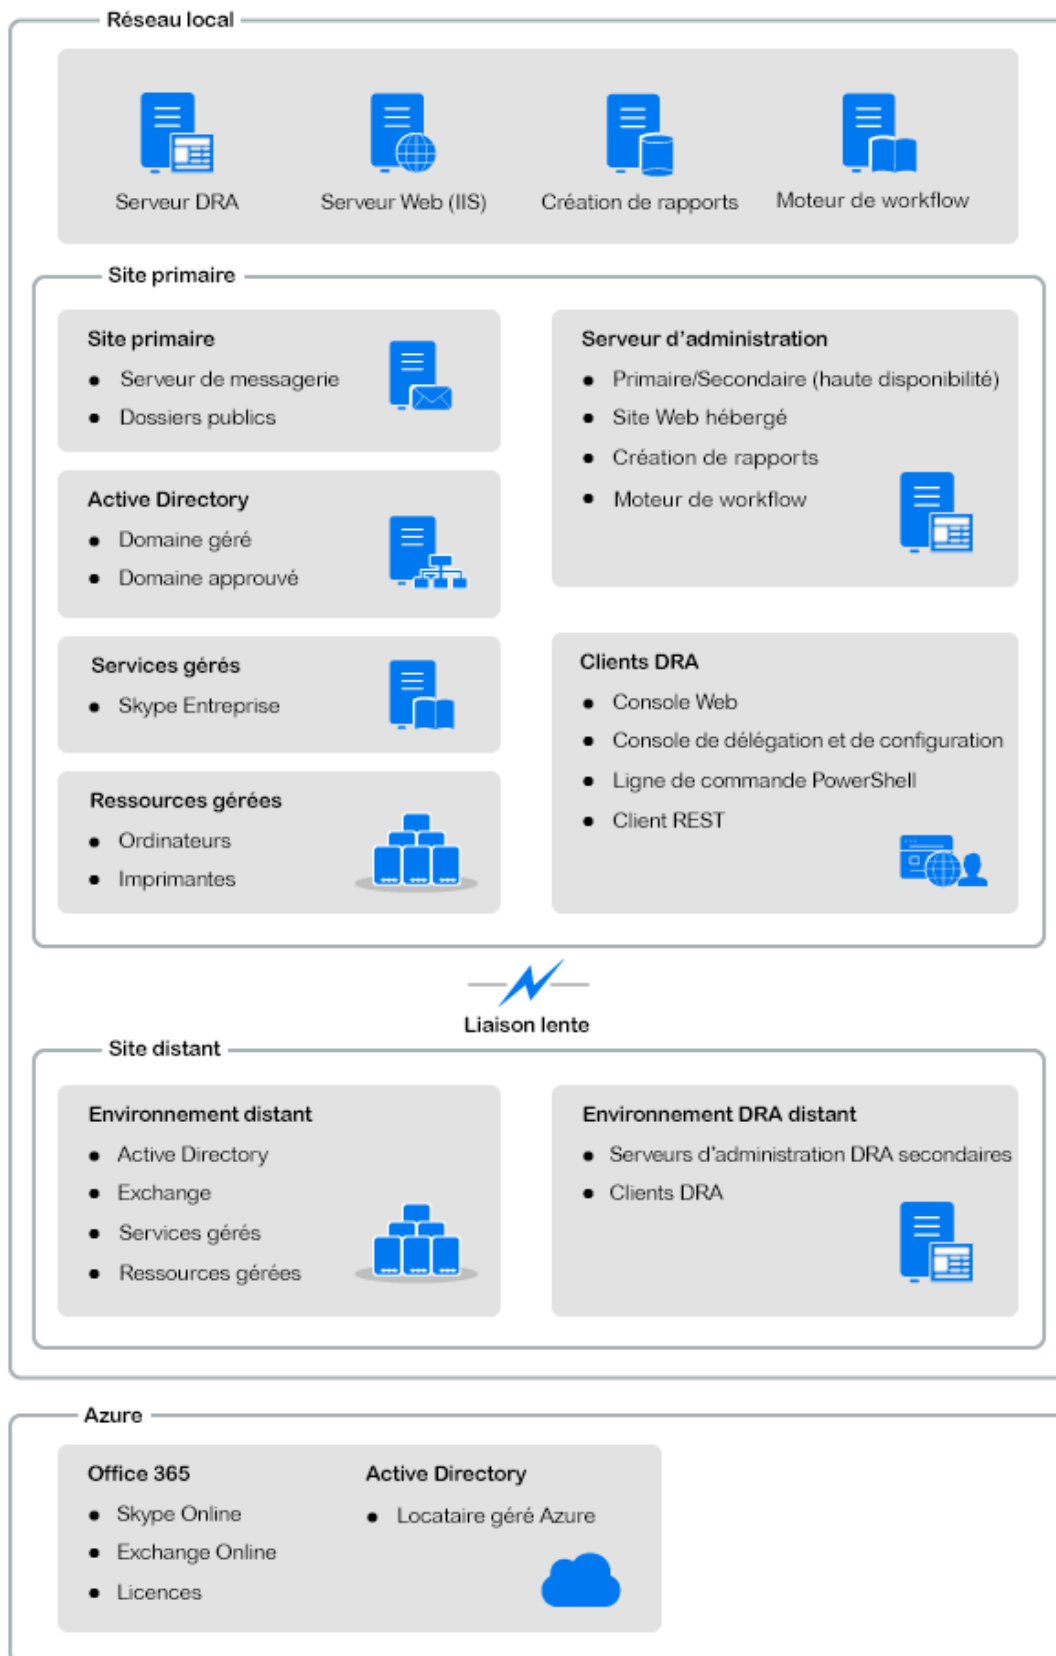 Réseau local
Serveur DRA
Serveur Web (IIS)
Création de rapports
Moteur de workflow
Site primaire
Site primaire
● Serveur de messagerie
● Dossiers publics
Active Directory
● Domaine géré
● Domaine approuvé
Services gérés
● Skype Entreprise
Ressources gérées
● Ordinateurs
● Imprimantes
Serveur d'administration
● Primaire/Secondaire (haute disponibilité)
● Site Web hébergé
● Création de rapports
● Moteur de workflow
Clients DRA
● Console Web
● Console de délégation et de configuration
● Ligne de commande PowerShell
● Client REST
Liaison lente
Site distant
Environnement distant
● Active Directory
● Exchange
● Services gérés
● Ressources gérées
Environnement DRA distant
● Serveurs d'administration DRA secondaires
● Clients DRA
Azure
Office 365
● Skype Online
● Exchange Online
● Licences
Active Directory
● Locataire géré Azure